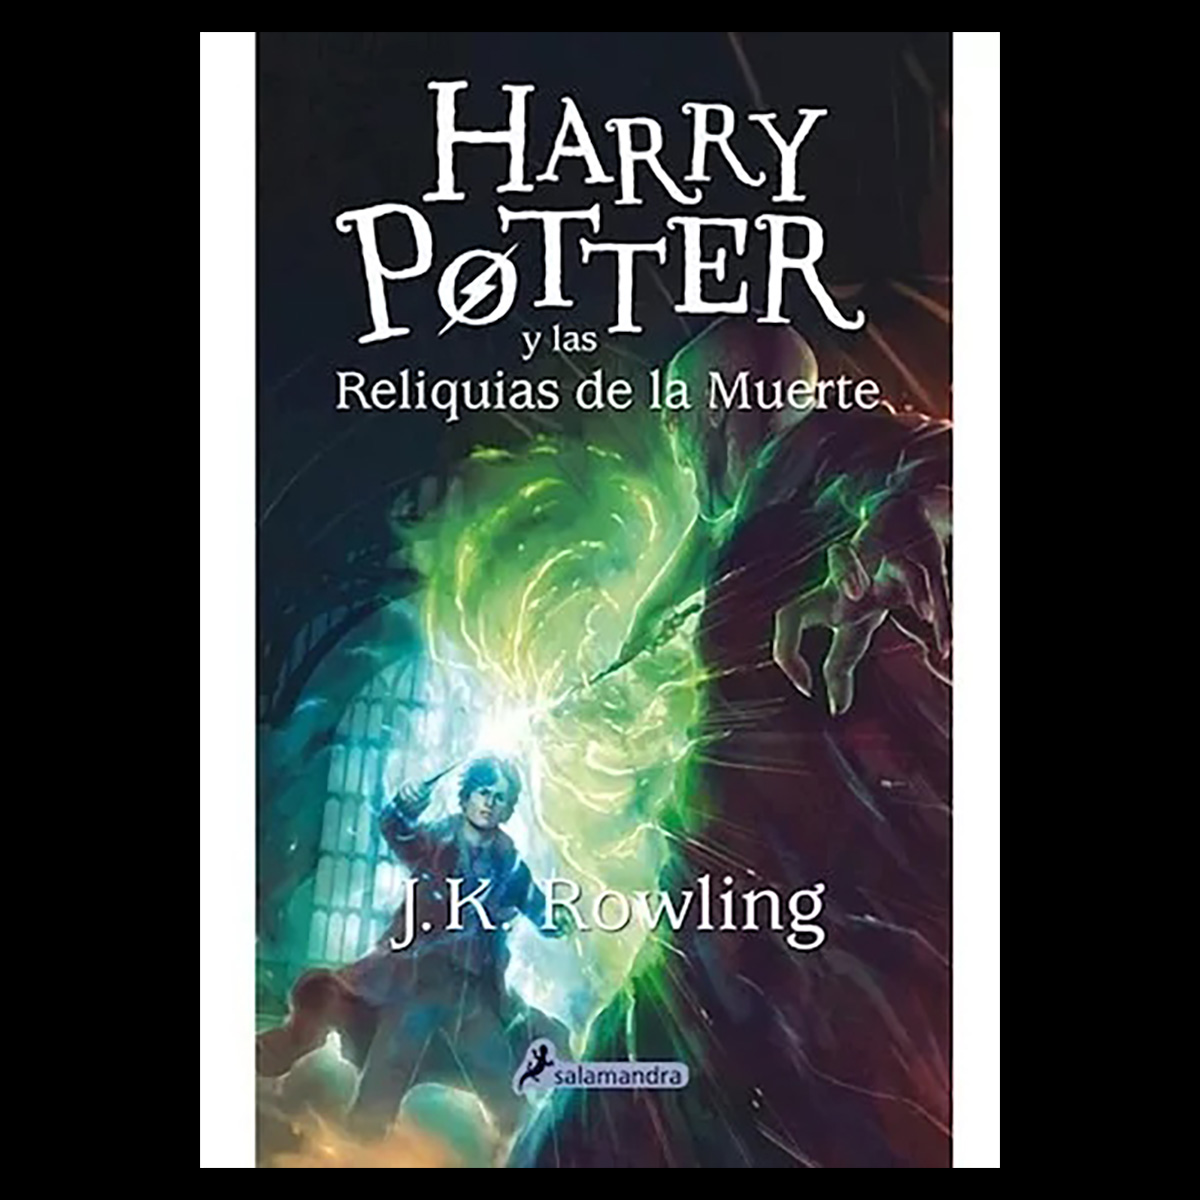 HARRY
POTTER
y las
Reliquias de la Muerte
J.K. Rowling
salamandra